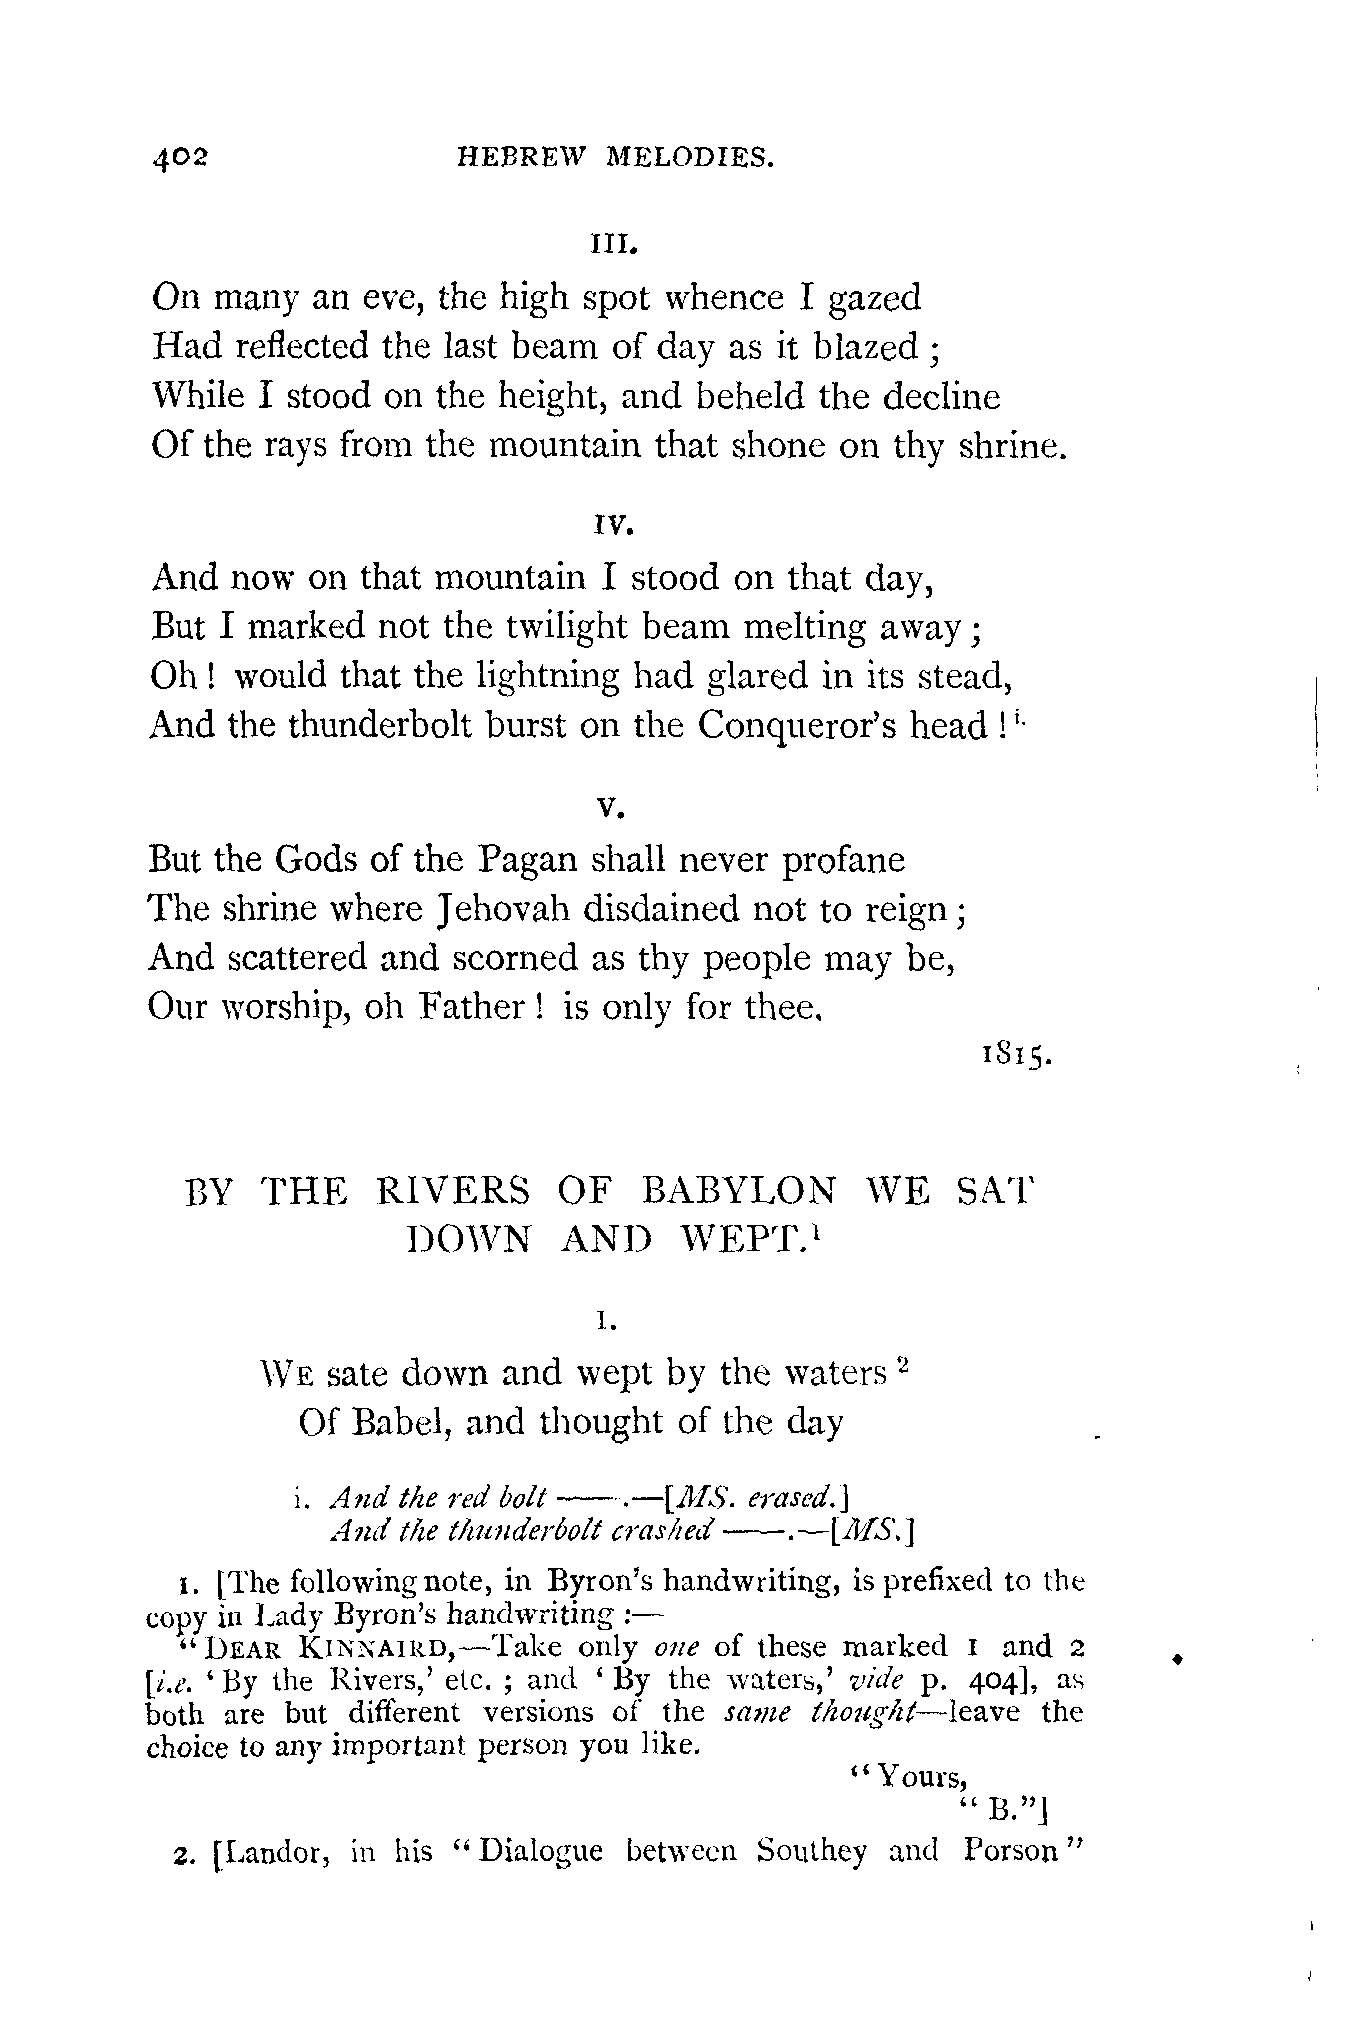 402 HEBREW MELODIES.
III.
On many an eve, the high spot whence I gazed
Had reflected the last beam of day as it blazed ;
While I stood on the height, and beheld the decline
Of the rays from the mountain that shone on thy shrine.
IV.
And now on that mountain I stood on that day,
But I marked not the twilight beam melting away ;
Oh ! would that the lightning had glared in its stead,
And the thunderbolt burst on the Conqueror's head ! i.
V.
But the Gods of the Pagan shall never profane
The shrine where Jehovah disdained not to reign ;
And scattered and scorned as thy people may be,
Our worship, oh Father ! is only for thee.
1815.
BY THE RIVERS OF BABYLON WE SAT
DOWN AND WEPT.1
I.
WE sate down and wept by the waters 2
Of Babel, and thought of the day
i. And the red bolt ——.—[MS. erased.]
And the thunderbolt crashed ——.—[MS.]
1. [The following note, in Byron's handwriting, is prefixed to the
copy in Lady Byron's handwriting :—
"DEAR KINNAIRD,—Take only one of these marked 1 and 2
[i.e. 'By the Rivers,' etc. ; and 'By the waters,' vide p. 404], as
both are but different versions of the same thought—leave the
choice to any important person you like.
"Yours,
"B."]
2. [Landor, in his "Dialogue between Southey and Porson"